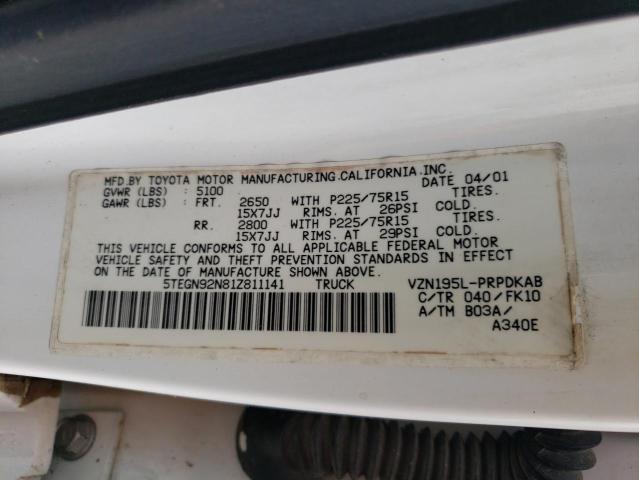 MFD.BY TOYOTA MOTOR MANUFACTURING.CALIFORNIA.INC.
GVWR (LBS) : 5100 DATE 04/01
GAWR (LBS) : FRT. 2650 WITH P225/75R15 TIRES.
15X7JJ RIMS. AT 26PSI COLD.
RR. 2800 WITH P225/75R15 TIRES.
15X7JJ RIMS. AT 29PSI COLD.
THIS VEHICLE CONFORMS TO ALL APPLICABLE FEDERAL MOTOR
VEHICLE SAFETY AND THEFT PREVENTION STANDARDS IN EFFECT
ON THE DATE OF MANUFACTURE SHOWN ABOVE.
5TEGN92N81Z811141 TRUCK VZN195L-PRPDKAB
C/TR 040/FK10
A/TM B03A/
A340E